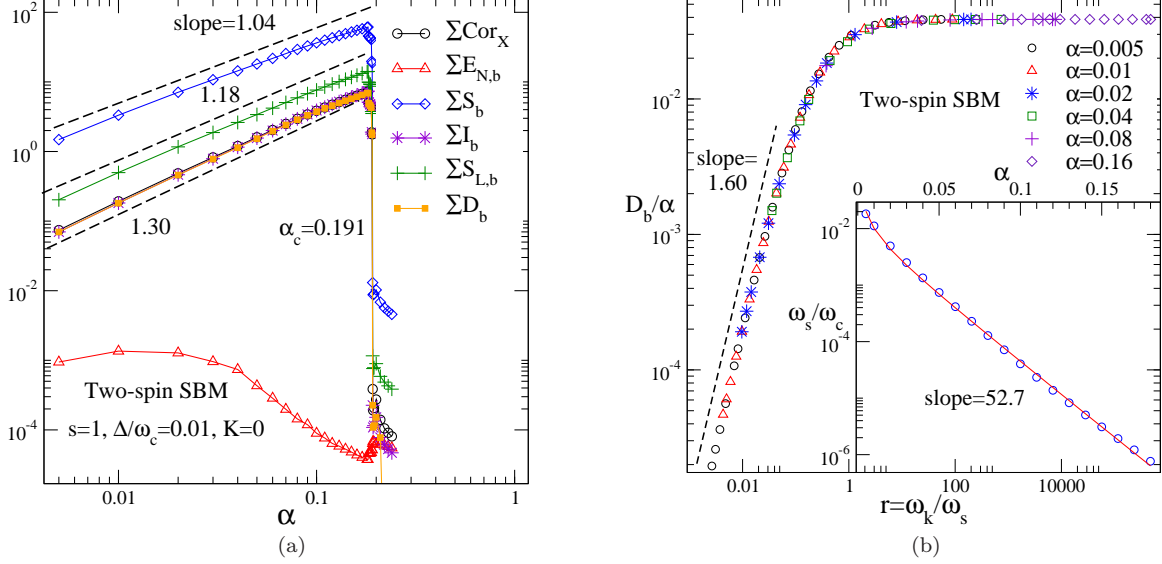 10^2
10^0
10^-2
10^-4
slope=1.04
1.18
1.30
ΣCor_X
ΣE_N,b
ΣS_b
ΣI_b
ΣS_L,b
ΣD_b
α_c=0.191
Two-spin SBM
s=1, Δ/ω_c=0.01, K=0
0.01
0.1
1
α
(a)
D_b/α
10^-2
10^-3
10^-4
slope=
1.60
Two-spin SBM
α=0.005
α=0.01
α=0.02
α=0.04
α=0.08
α=0.16
α
0
0.05
0.1
0.15
10^-2
ω_s/ω_c
10^-4
10^-6
slope=52.7
0.01
1
100
10000
r=ω_k/ω_s
(b)